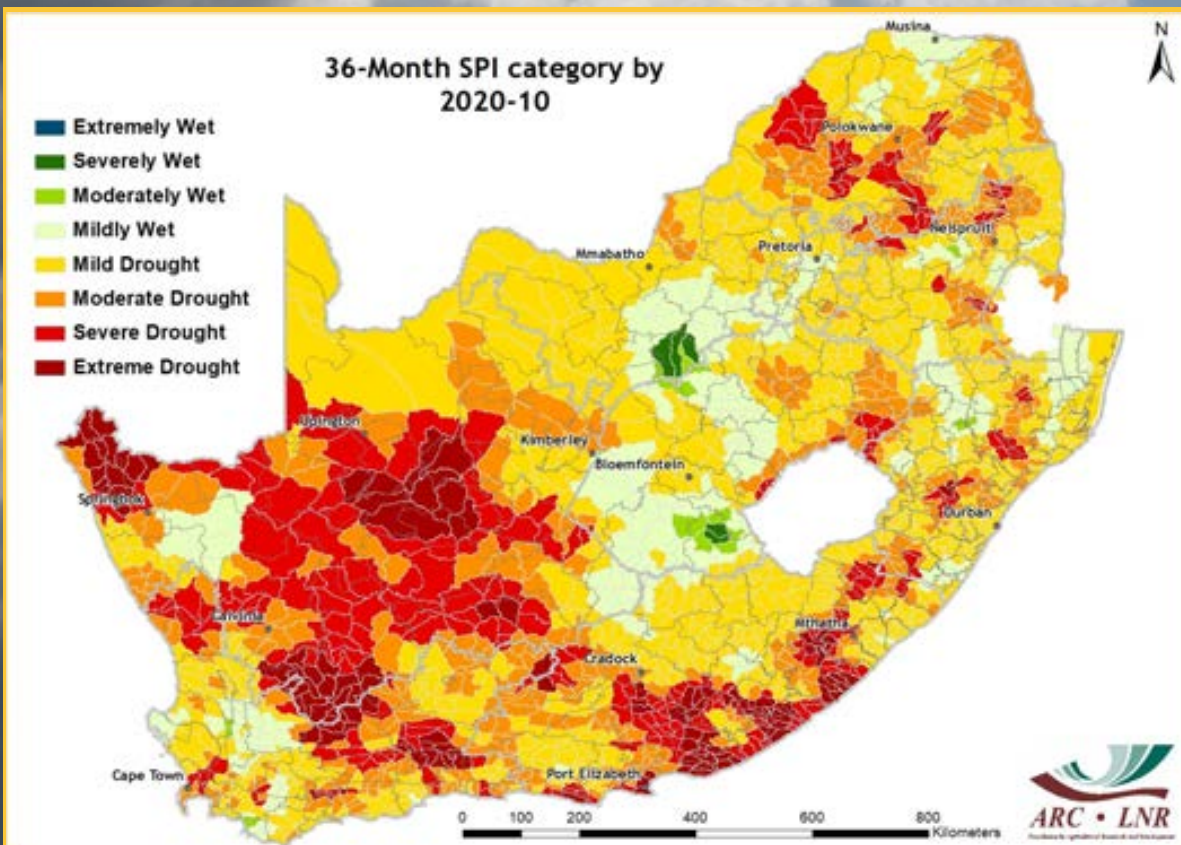 36-Month SPI category by
2020-10
N
Extremely Wet
Severely Wet
Moderately Wet
Mildly Wet
Mild Drought
Moderate Drought
Severe Drought
Extreme Drought
Musina
Polokwane
Nelspruit
Pretoria
Mmabatho
Upington
Kimberley
Bloemfontein
Springbok
Durban
Calvinia
Mthatha
Cradock
Cape Town
Port Elizabeth
0 100 200 400 600 800
Kilometers
ARC • LNR